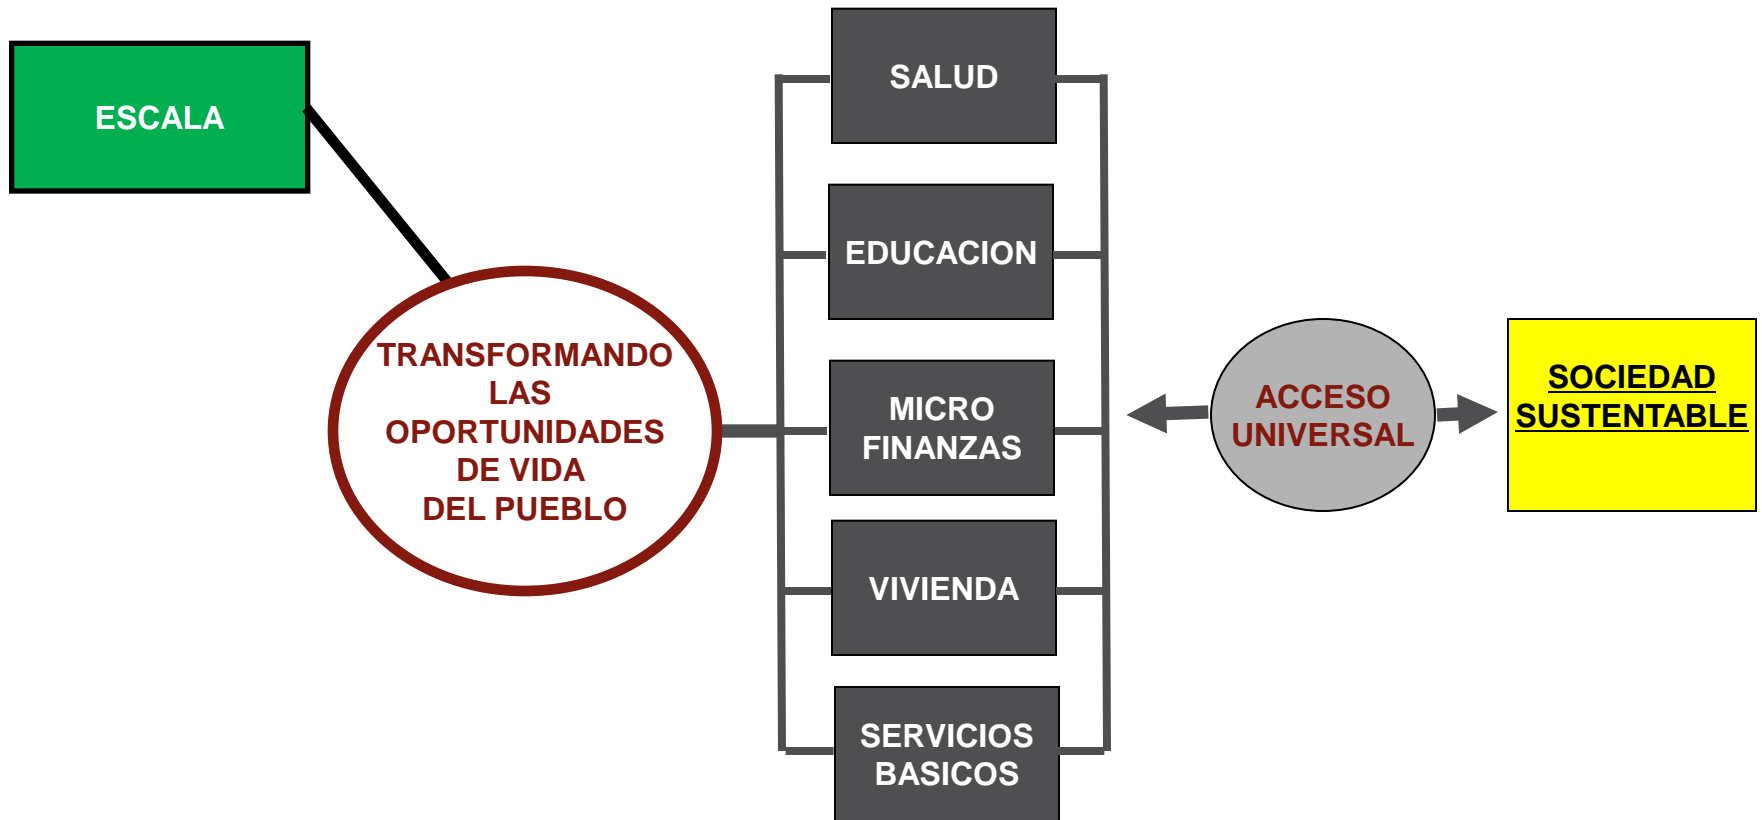 ESCALA
TRANSFORMANDO
LAS
OPORTUNIDADES
DE VIDA
DEL PUEBLO
SALUD
EDUCACION
MICRO
FINANZAS
VIVIENDA
SERVICIOS
BASICOS
ACCESO
UNIVERSAL
SOCIEDAD
SUSTENTABLE